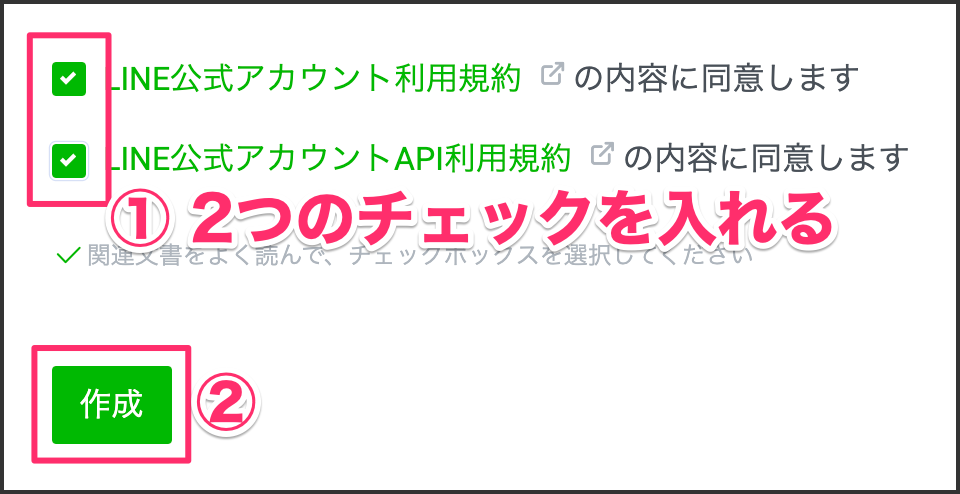 LINE公式アカウント利用規約 の内容に同意します
LINE公式アカウントAPI利用規約 の内容に同意します
① 2つのチェックを入れる
関連文書をよく読んで、チェックボックスを選択してください
作成
②